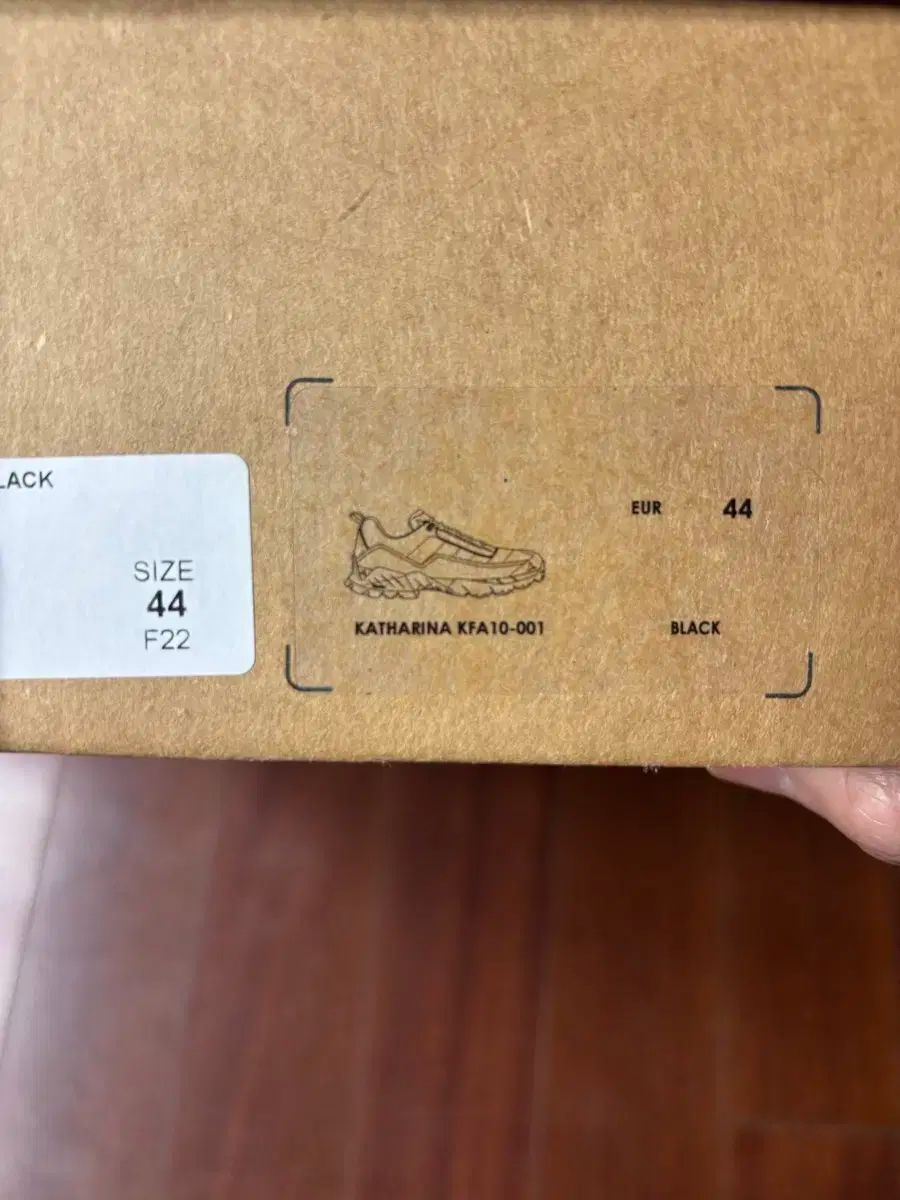 LACK
SIZE
44
F22
EUR 44
KATHARINA KFA10-001 BLACK